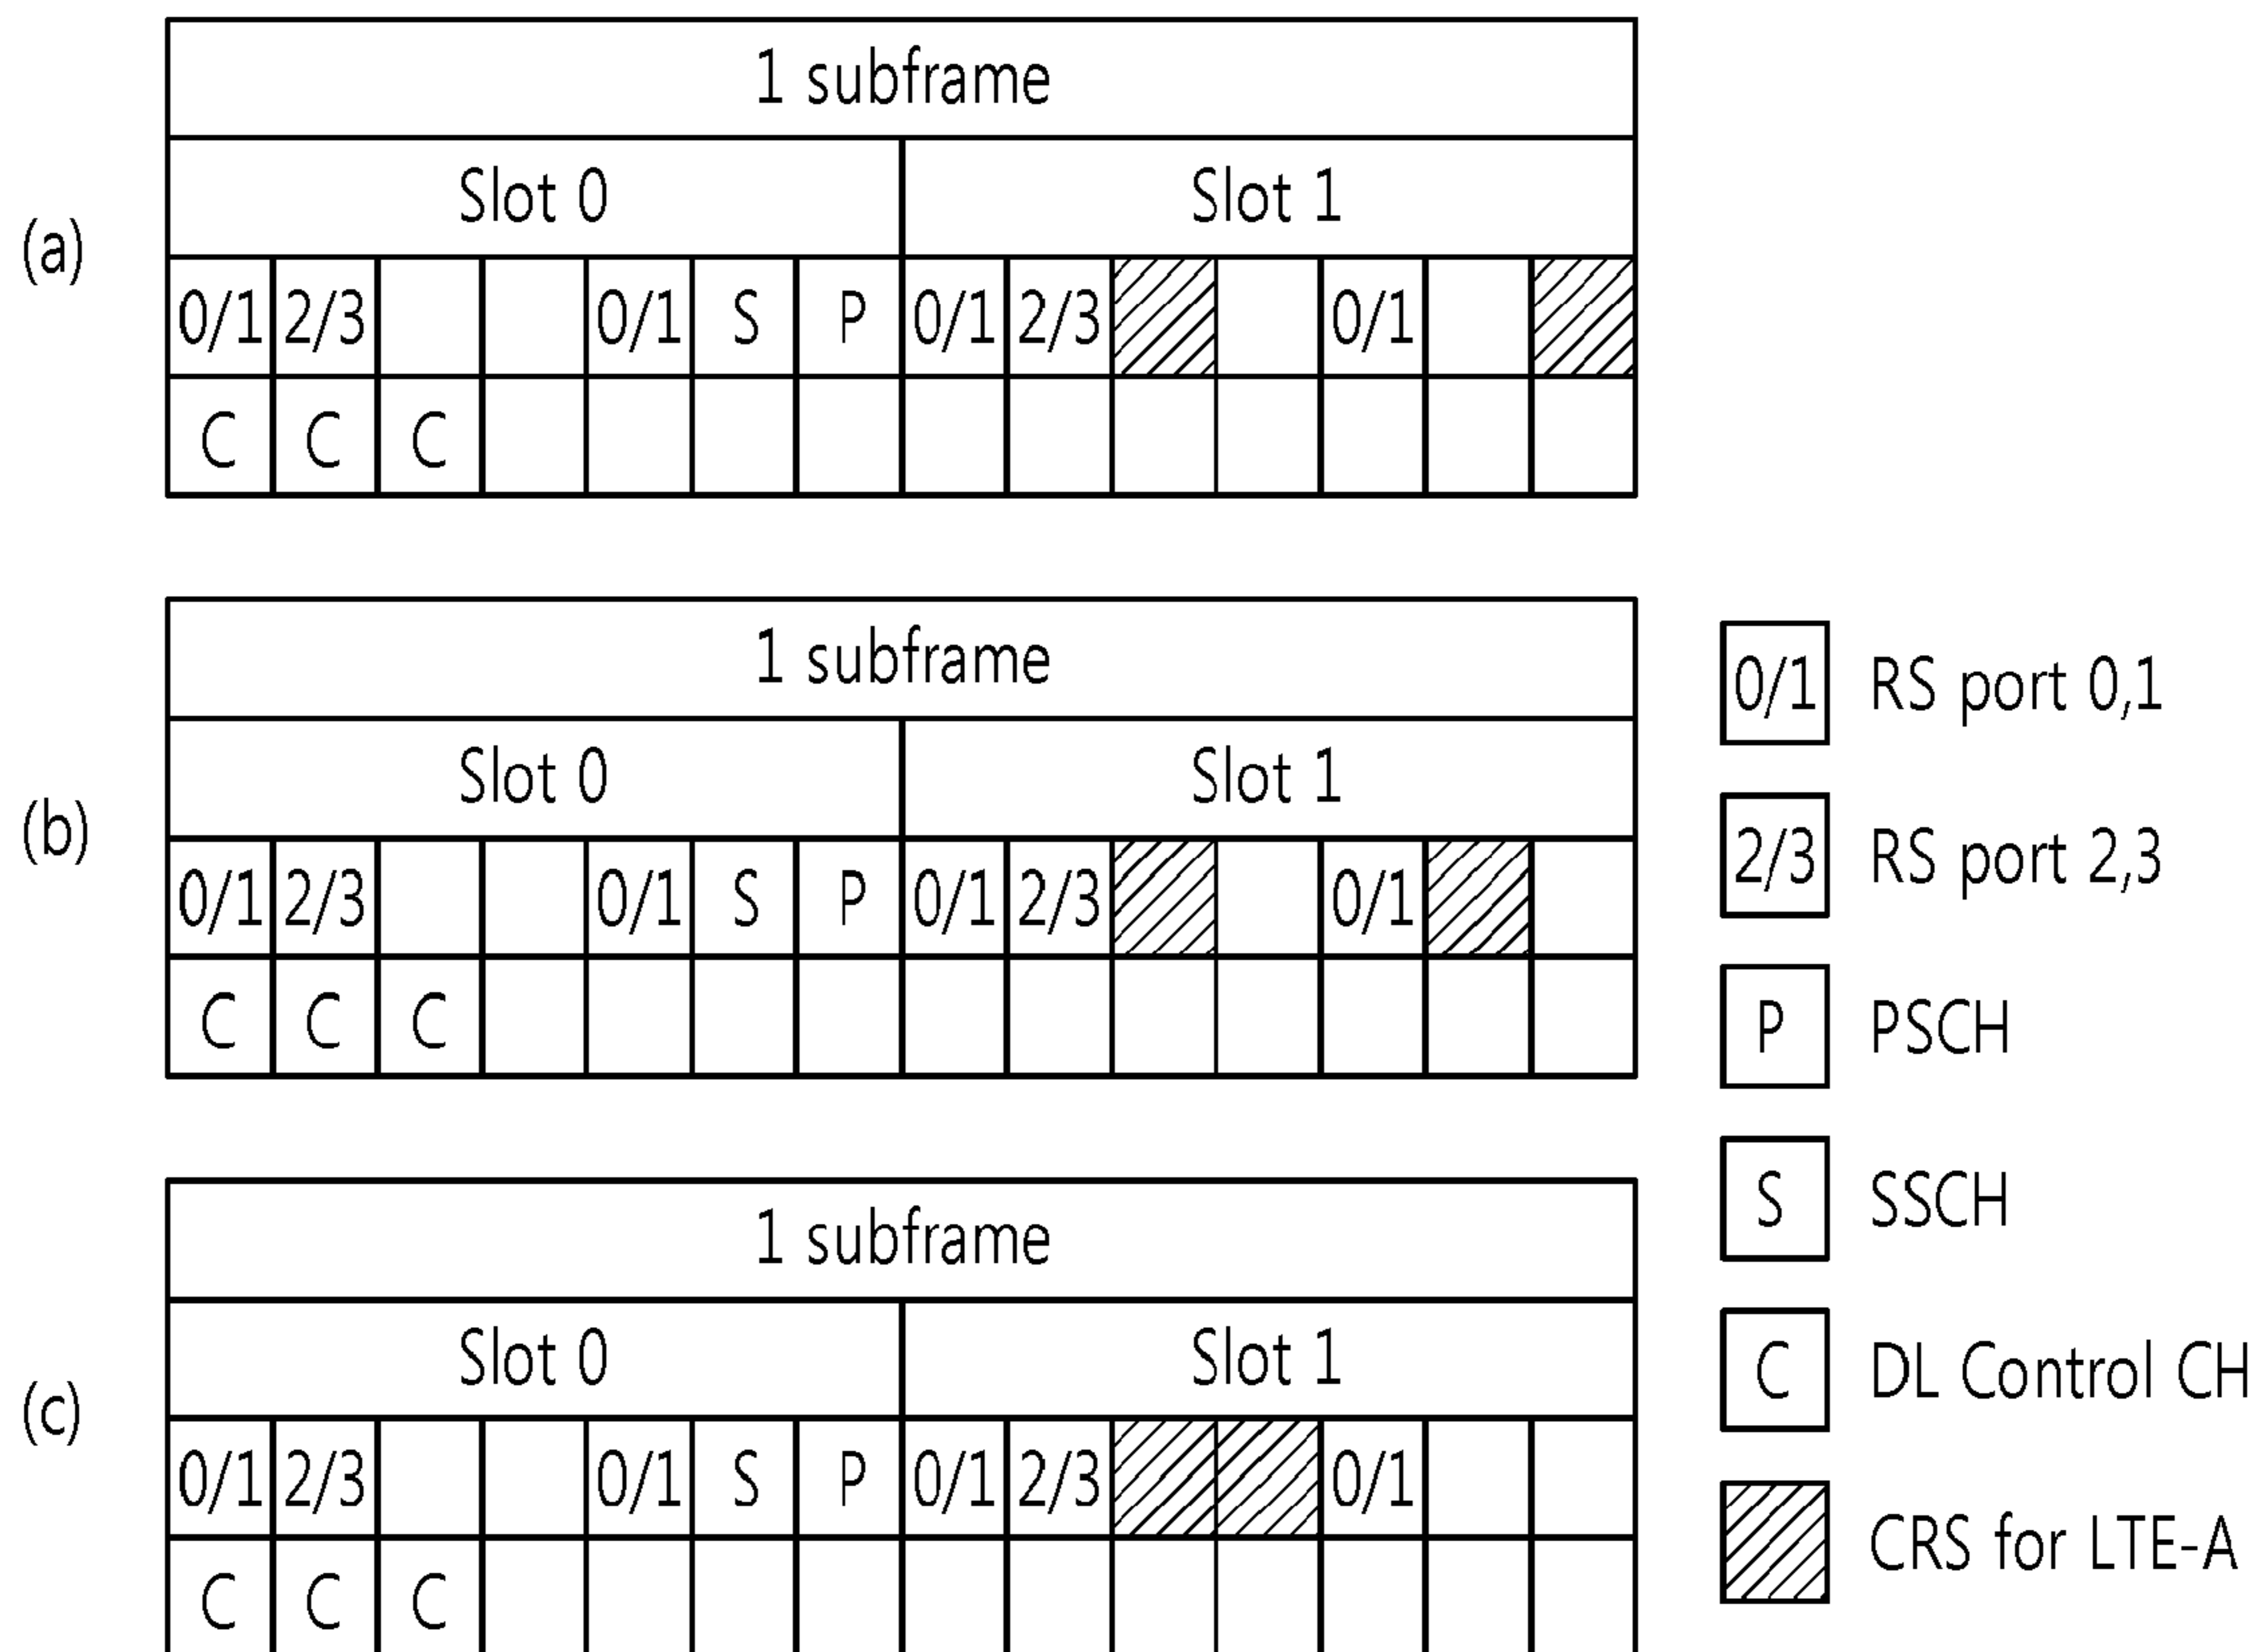 (a)
1 subframe
Slot 0 Slot 1
0/1 2/3 0/1 S P 0/1 2/3 0/1
C C C
(b)
1 subframe
Slot 0 Slot 1
0/1 2/3 0/1 S P 0/1 2/3 0/1
C C C
(c)
1 subframe
Slot 0 Slot 1
0/1 2/3 0/1 S P 0/1 2/3 0/1
C C C
0/1 RS port 0,1
2/3 RS port 2,3
P PSCH
S SSCH
C DL Control CH
CRS for LTE-A